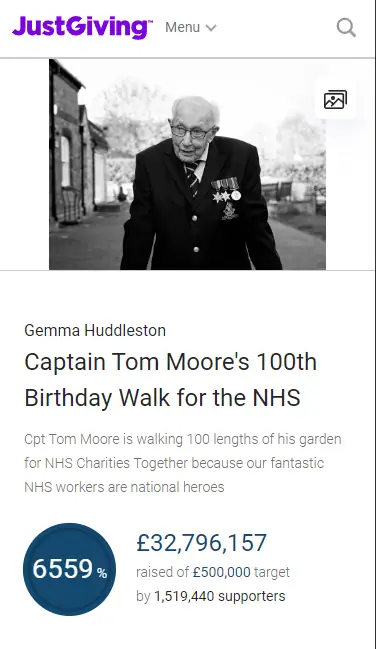 JustGiving™ Menu
Gemma Huddleston
Captain Tom Moore's 100th
Birthday Walk for the NHS
Cpt Tom Moore is walking 100 lengths of his garden
for NHS Charities Together because our fantastic
NHS workers are national heroes
6559 %
£32,796,157
raised of £500,000 target
by 1,519,440 supporters